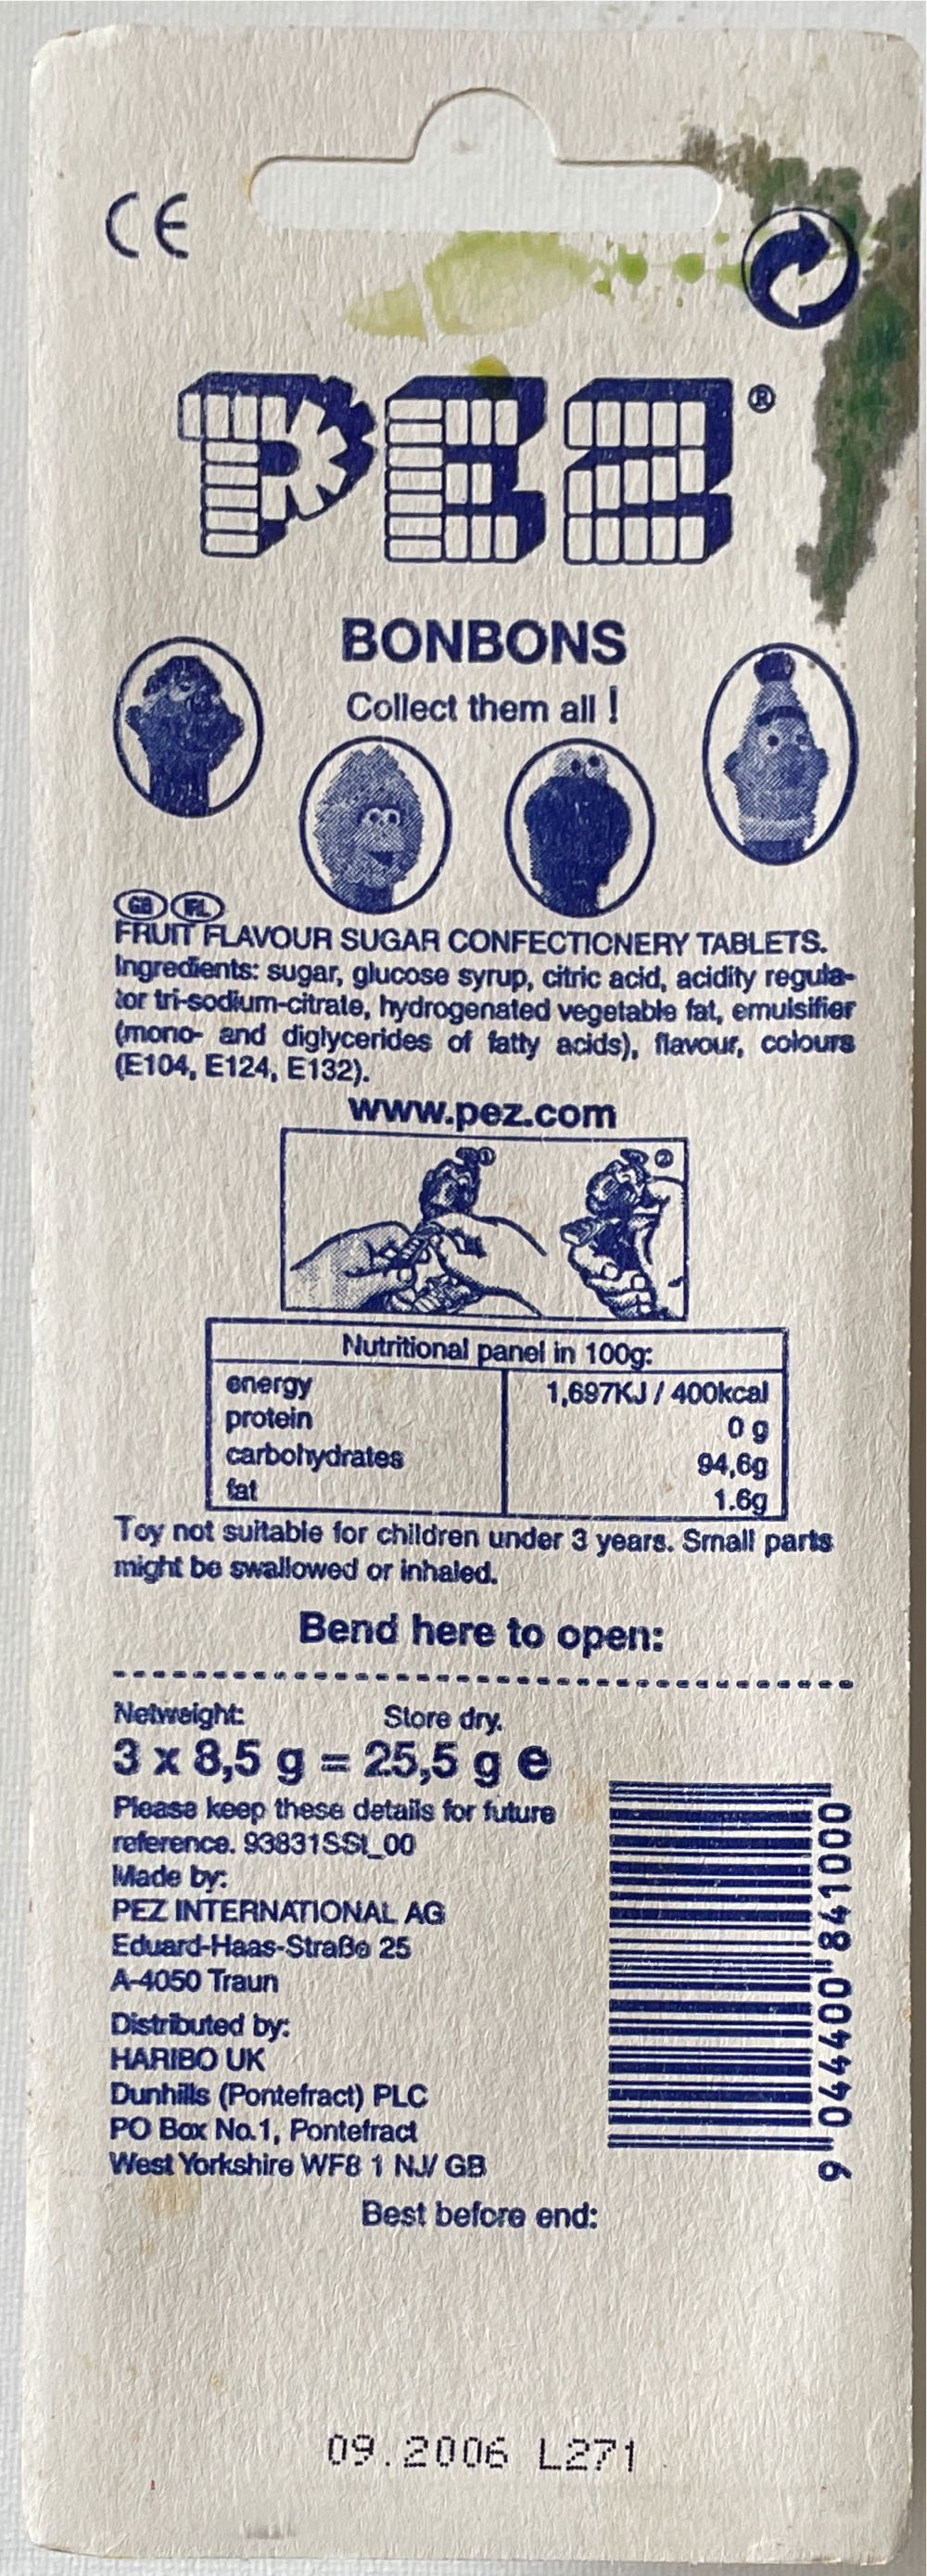 CE
PEZ ®
BONBONS
Collect them all !
GB IRL
FRUIT FLAVOUR SUGAR CONFECTIONERY TABLETS.
Ingredients: sugar, glucose syrup, citric acid, acidity regula-
tor tri-sodium-citrate, hydrogenated vegetable fat, emulsifier
(mono- and diglycerides of fatty acids), flavour, colours
(E104, E124, E132).
www.pez.com
1 2
Nutritional panel in 100g:
energy 1,697KJ / 400kcal
protein 0 g
carbohydrates 94,6g
fat 1.6g
Toy not suitable for children under 3 years. Small parts
might be swallowed or inhaled.
Bend here to open:
Netweight: Store dry.
3 x 8,5 g = 25,5 g e
Please keep these details for future
reference. 93831SSt_00
Made by:
PEZ INTERNATIONAL AG
Eduard-Haas-Straße 25
A-4050 Traun
Distributed by:
HARIBO UK
Dunhills (Pontefract) PLC
PO Box No.1, Pontefract
West Yorkshire WF8 1 NJ/ GB
9 044400 841000
Best before end:
09.2006 L271